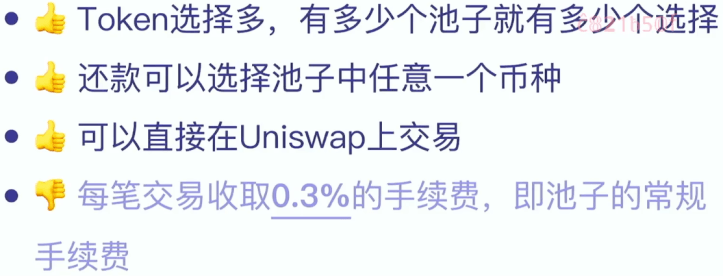 • 👍 Token选择多，有多少个池子就有多少个选择
• 👍 还款可以选择池子中任意一个币种
• 👍 可以直接在Uniswap上交易
• 👎 每笔交易收取0.3%的手续费，即池子的常规
手续费